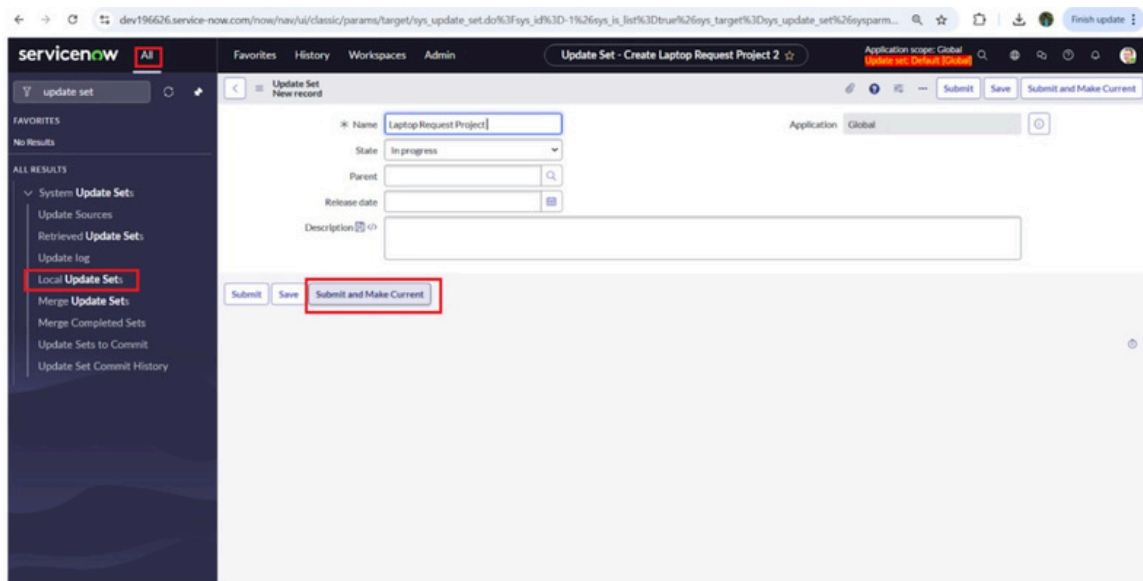 dev196626.service-now.com/now/nav/ui/classic/params/target/sys_update_set.do%3Fsys_id%3D-1%26sys_is_list%3Dtrue%26sys_target%3Dsys_update_set%26sysparm...
Finish update
servicenow
All
Favorites
History
Workspaces
Admin
Update Set - Create Laptop Request Project 2
Application scope: Global
Update set: Default [Global]
update set
Update Set
New record
Submit
Save
Submit and Make Current
FAVORITES
No Results
ALL RESULTS
System Update Sets
Update Sources
Retrieved Update Sets
Update log
Local Update Sets
Merge Update Sets
Merge Completed Sets
Update Sets to Commit
Update Set Commit History
* Name
Laptop Request Project
Application
Global
State
In progress
Parent
Release date
Description
Submit
Save
Submit and Make Current